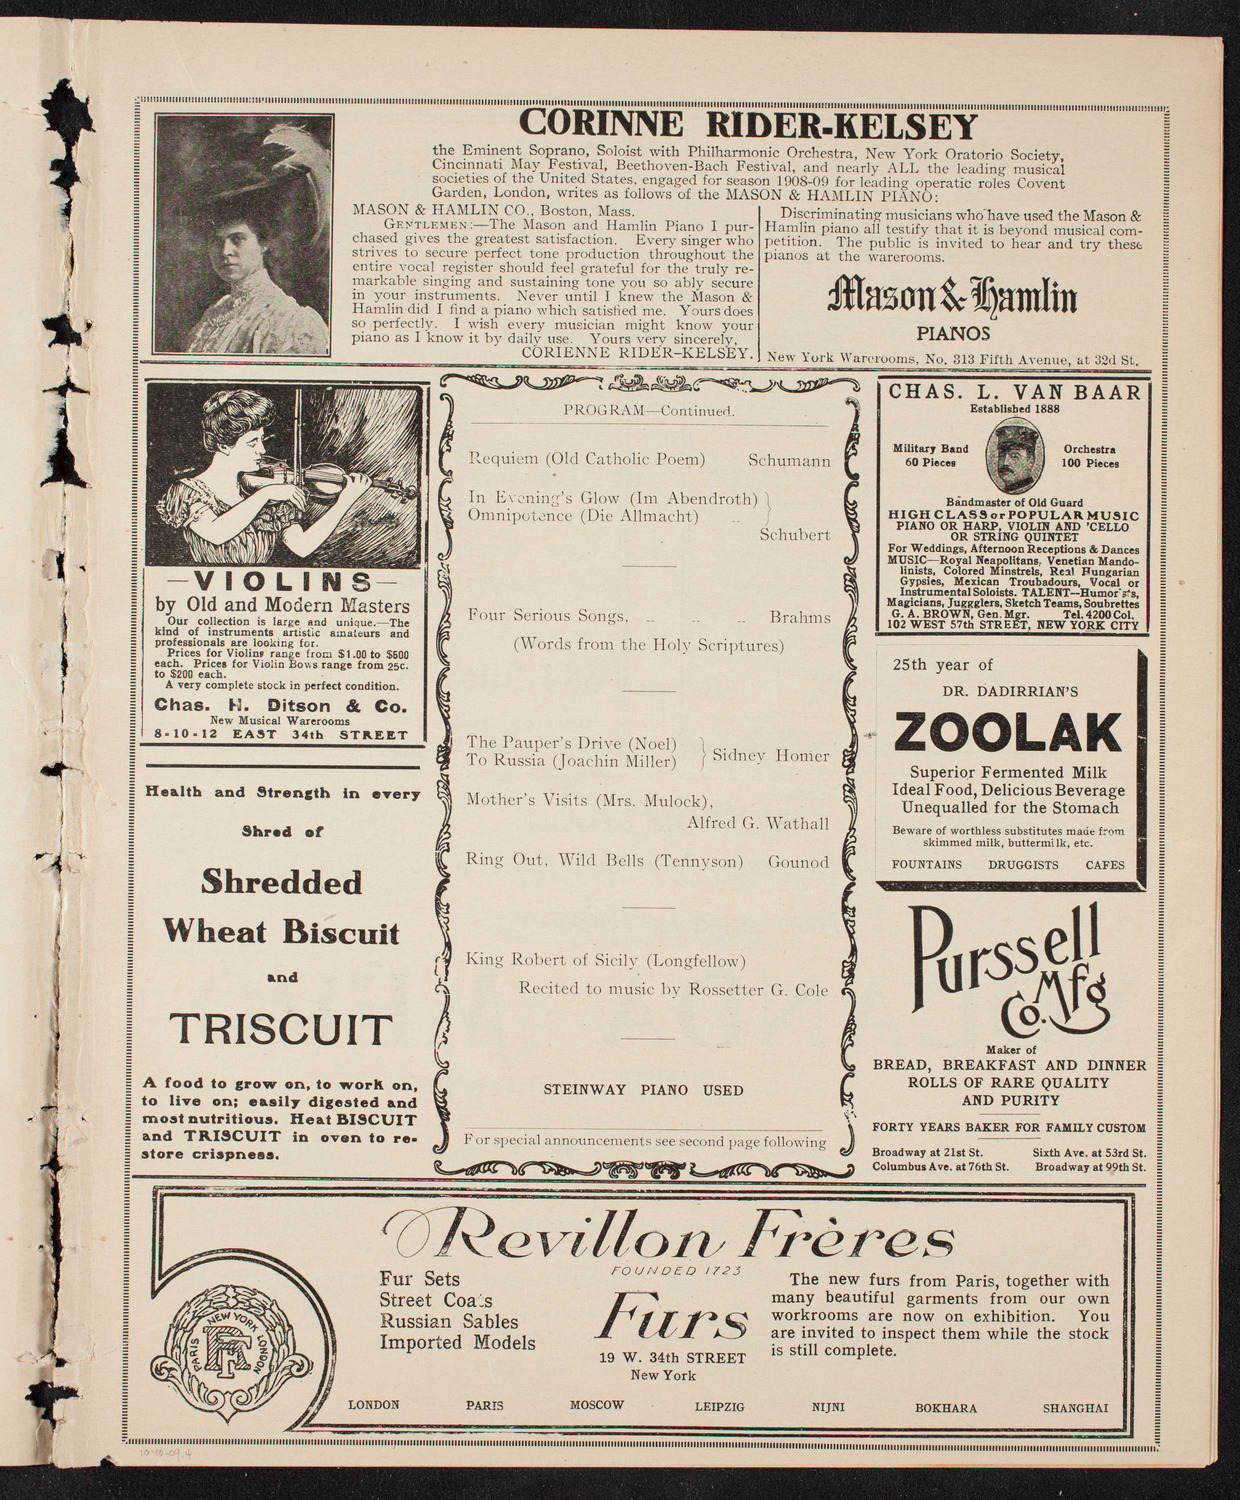 CORINNE RIDER-KELSEY
the Eminent Soprano, Soloist with Philharmonic Orchestra, New York Oratorio Society,
Cincinnati May Festival, Beethoven-Bach Festival, and nearly ALL the leading musical
societies of the United States, engaged for season 1908-09 for leading operatic roles Covent
Garden, London, writes as follows of the MASON & HAMLIN PIANO:
MASON & HAMLIN CO., Boston, Mass.
GENTLEMEN:—The Mason and Hamlin Piano I pur-
chased gives the greatest satisfaction. Every singer who
strives to secure perfect tone production throughout the
entire vocal register should feel grateful for the truly re-
markable singing and sustaining tone you so ably secure
in your instruments. Never until I knew the Mason &
Hamlin did I find a piano which satisfied me. Yours does
so perfectly. I wish every musician might know your
piano as I know it by daily use. Yours very sincerely,
CORIENNE RIDER-KELSEY.
Discriminating musicians who have used the Mason &
Hamlin piano all testify that it is beyond musical com-
petition. The public is invited to hear and try these
pianos at the warerooms.
Mason & Hamlin
PIANOS
New York Warerooms, No. 313 Fifth Avenue, at 32d St.
—VIOLINS—
by Old and Modern Masters
Our collection is large and unique.—The
kind of instruments artistic amateurs and
professionals are looking for.
Prices for Violins range from $1.00 to $500
each. Prices for Violin Bows range from 25c.
to $200 each.
A very complete stock in perfect condition.
Chas. H. Ditson & Co.
New Musical Warerooms
8-10-12 EAST 34th STREET
Health and Strength in every
Shred of
Shredded
Wheat Biscuit
and
TRISCUIT
A food to grow on, to work on,
to live on; easily digested and
most nutritious. Heat BISCUIT
and TRISCUIT in oven to re-
store crispness.
PROGRAM—Continued.
Requiem (Old Catholic Poem) Schumann
In Evening's Glow (Im Abendroth) }
Omnipotence (Die Allmacht) .. }
Schubert
Four Serious Songs, .. .. .. Brahms
(Words from the Holy Scriptures)
The Pauper's Drive (Noel) }
To Russia (Joachin Miller) } Sidney Homer
Mother's Visits (Mrs. Mulock),
Alfred G. Wathall
Ring Out, Wild Bells (Tennyson) Gounod
King Robert of Sicily (Longfellow)
Recited to music by Rossetter G. Cole
STEINWAY PIANO USED
For special announcements see second page following
CHAS. L. VAN BAAR
Established 1888
Military Band
60 Pieces
Orchestra
100 Pieces
Bandmaster of Old Guard
HIGH CLASS or POPULAR MUSIC
PIANO OR HARP, VIOLIN AND 'CELLO
OR STRING QUINTET
For Weddings, Afternoon Receptions & Dances
MUSIC—Royal Neapolitans, Venetian Mando-
linists, Colored Minstrels, Real Hungarian
Gypsies, Mexican Troubadours, Vocal or
Instrumental Soloists. TALENT--Humorists,
Magicians, Juggglers, Sketch Teams, Soubrettes
G. A. BROWN, Gen. Mgr. Tel. 4200 Col.
102 WEST 57th STREET, NEW YORK CITY
25th year of
DR. DADIRRIAN'S
ZOOLAK
Superior Fermented Milk
Ideal Food, Delicious Beverage
Unequalled for the Stomach
Beware of worthless substitutes made from
skimmed milk, buttermilk, etc.
FOUNTAINS DRUGGISTS CAFES
Purssell
Mfg
Co.
Maker of
BREAD, BREAKFAST AND DINNER
ROLLS OF RARE QUALITY
AND PURITY
FORTY YEARS BAKER FOR FAMILY CUSTOM
Broadway at 21st St. Sixth Ave. at 53rd St.
Columbus Ave. at 76th St. Broadway at 99th St.
Revillon Frères
FOUNDED 1723
Fur Sets
Street Coats
Russian Sables
Imported Models
Furs
19 W. 34th STREET
New York
The new furs from Paris, together with
many beautiful garments from our own
workrooms are now on exhibition. You
are invited to inspect them while the stock
is still complete.
PARIS NEW YORK LONDON
RF
LONDON PARIS MOSCOW LEIPZIG NIJNI BOKHARA SHANGHAI